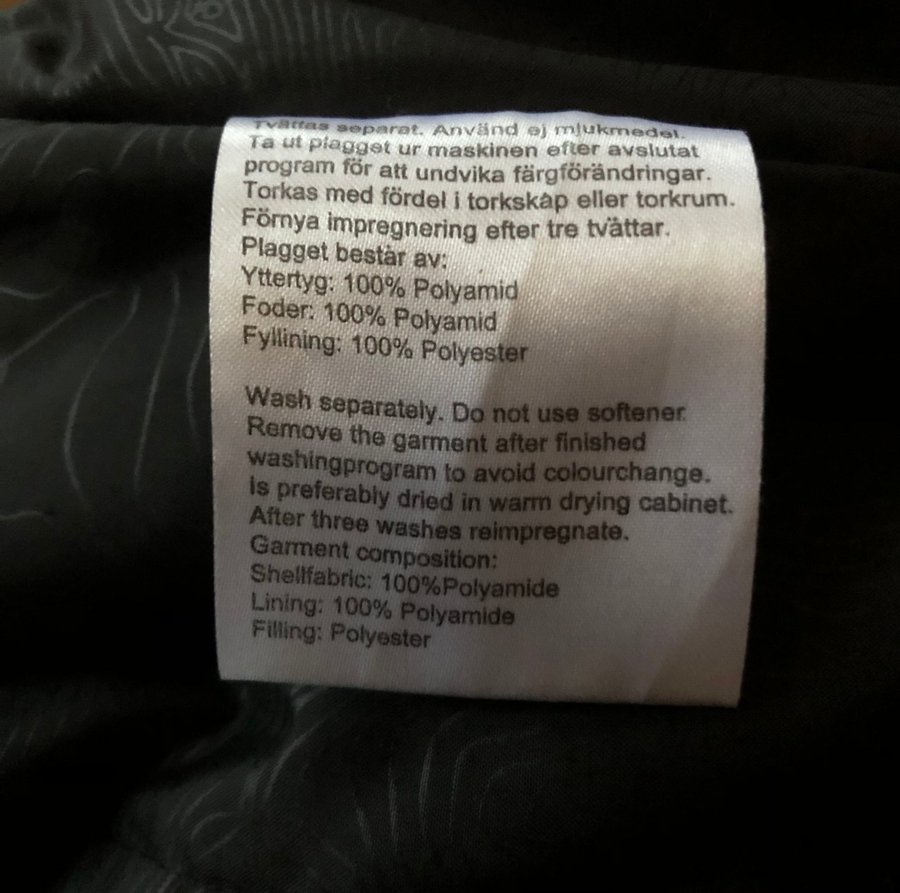 Tvättas separat. Använd ej mjukmedel.
Ta ut plagget ur maskinen efter avslutat
program för att undvika färgförändringar.
Torkas med fördel i torkskåp eller torkrum.
Förnya impregnering efter tre tvättar.
Plagget består av:
Yttertyg: 100% Polyamid
Foder: 100% Polyamid
Fyllining: 100% Polyester
Wash separately. Do not use softener.
Remove the garment after finished
washingprogram to avoid colourchange.
Is preferably dried in warm drying cabinet.
After three washes reimpregnate.
Garment composition:
Shellfabric: 100%Polyamide
Lining: 100% Polyamide
Filling: Polyester